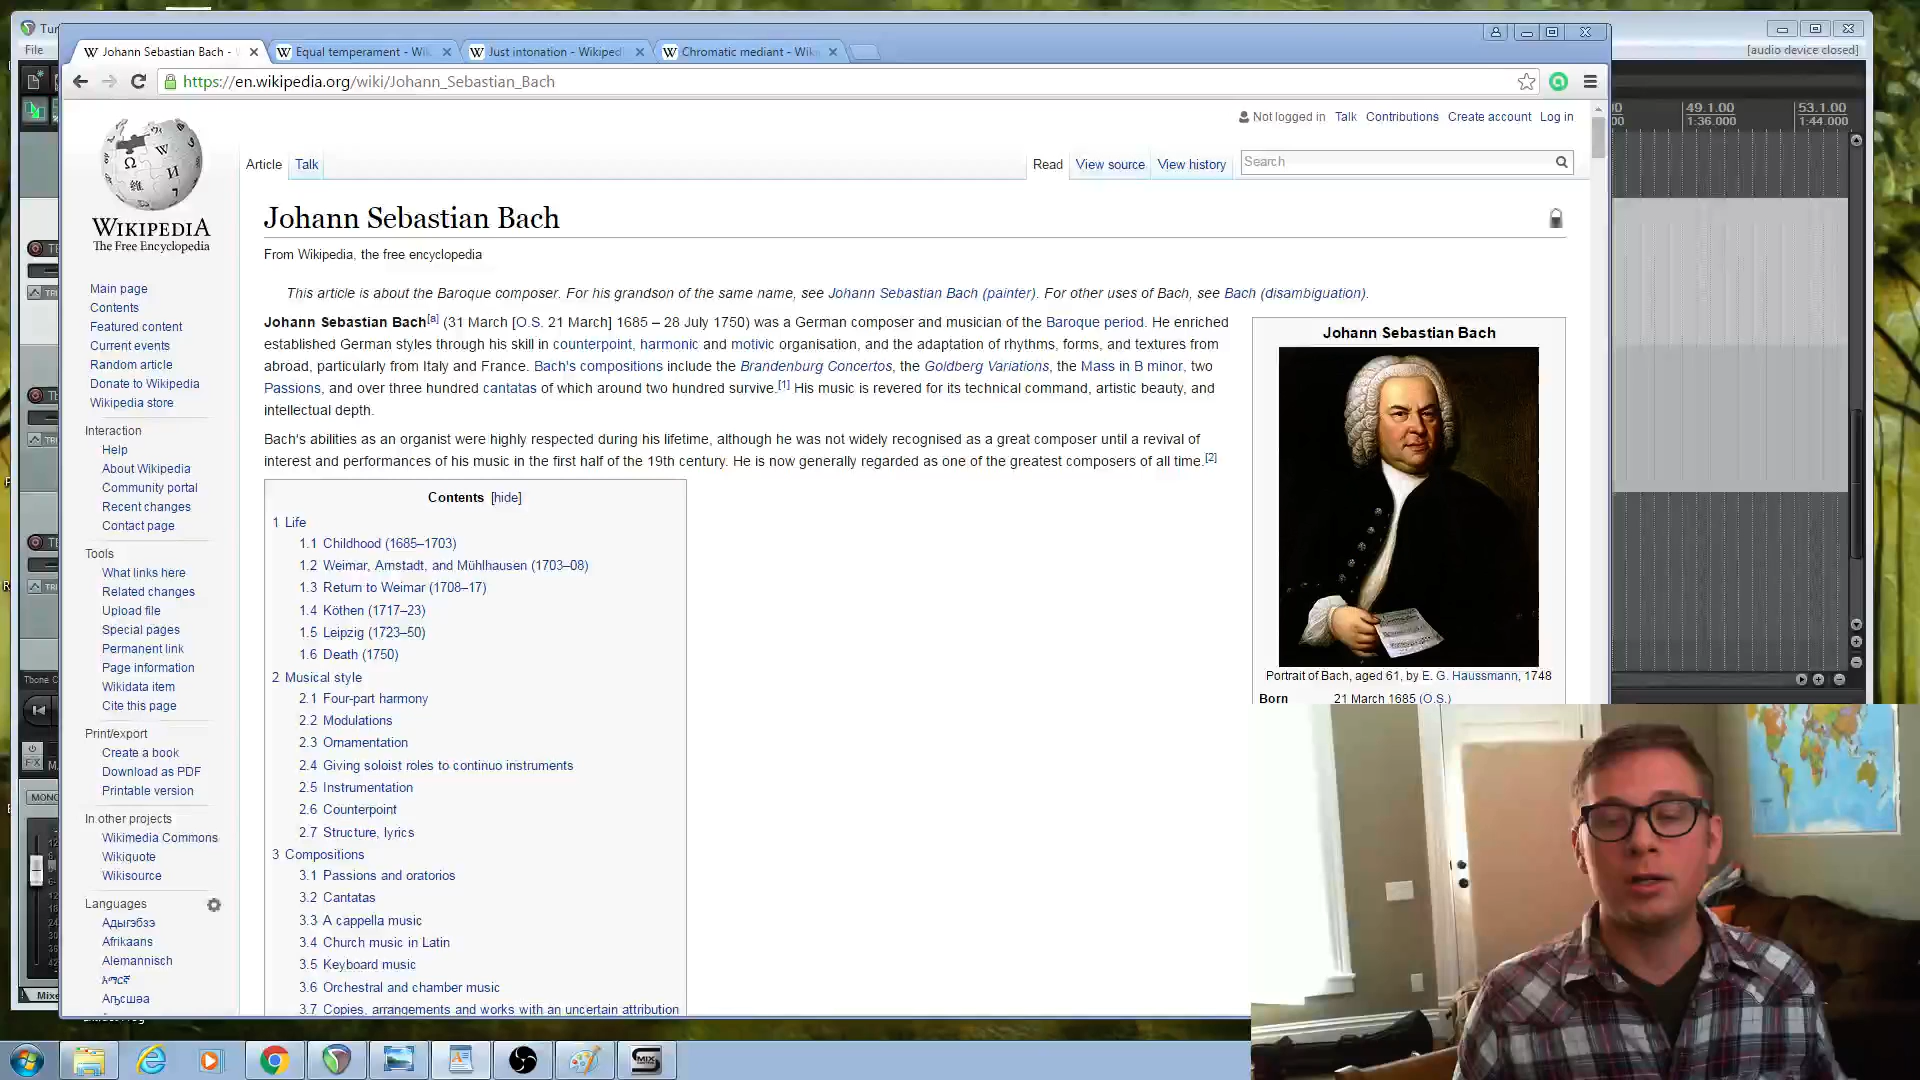 Tu
File
[audio device closed]
Johann Sebastian Bach -
Equal temperament - Wik
Just intonation - Wikiped
Chromatic mediant - Wik
https://en.wikipedia.org/wiki/Johann_Sebastian_Bach
49.1.00
1:36.000
53.1.00
1:44.000
Not logged in Talk Contributions Create account Log in
Article Talk
Read View source View history
Search
WIKIPEDIA
The Free Encyclopedia
Main page
Contents
Featured content
Current events
Random article
Donate to Wikipedia
Wikipedia store
Interaction
Help
About Wikipedia
Community portal
Recent changes
Contact page
Tools
What links here
Related changes
Upload file
Special pages
Permanent link
Page information
Wikidata item
Cite this page
Print/export
Create a book
Download as PDF
Printable version
In other projects
Wikimedia Commons
Wikiquote
Wikisource
Languages
Адыгэбзэ
Afrikaans
Alemannisch
አማርኛ
Аҧсшәа
Johann Sebastian Bach
From Wikipedia, the free encyclopedia
This article is about the Baroque composer. For his grandson of the same name, see Johann Sebastian Bach (painter). For other uses of Bach, see Bach (disambiguation).
Johann Sebastian Bach[a] (31 March [O.S. 21 March] 1685 – 28 July 1750) was a German composer and musician of the Baroque period. He enriched
established German styles through his skill in counterpoint, harmonic and motivic organisation, and the adaptation of rhythms, forms, and textures from
abroad, particularly from Italy and France. Bach's compositions include the Brandenburg Concertos, the Goldberg Variations, the Mass in B minor, two
Passions, and over three hundred cantatas of which around two hundred survive.[1] His music is revered for its technical command, artistic beauty, and
intellectual depth.
Bach's abilities as an organist were highly respected during his lifetime, although he was not widely recognised as a great composer until a revival of
interest and performances of his music in the first half of the 19th century. He is now generally regarded as one of the greatest composers of all time.[2]
Contents [hide]
1 Life
1.1 Childhood (1685–1703)
1.2 Weimar, Arnstadt, and Mühlhausen (1703–08)
1.3 Return to Weimar (1708–17)
1.4 Köthen (1717–23)
1.5 Leipzig (1723–50)
1.6 Death (1750)
2 Musical style
2.1 Four-part harmony
2.2 Modulations
2.3 Ornamentation
2.4 Giving soloist roles to continuo instruments
2.5 Instrumentation
2.6 Counterpoint
2.7 Structure, lyrics
3 Compositions
3.1 Passions and oratorios
3.2 Cantatas
3.3 A cappella music
3.4 Church music in Latin
3.5 Keyboard music
3.6 Orchestral and chamber music
3.7 Copies, arrangements and works with an uncertain attribution
Johann Sebastian Bach
Portrait of Bach, aged 61, by E. G. Haussmann, 1748
Born 21 March 1685 (O.S.)
Tbone
MONO
Mixe
MIX